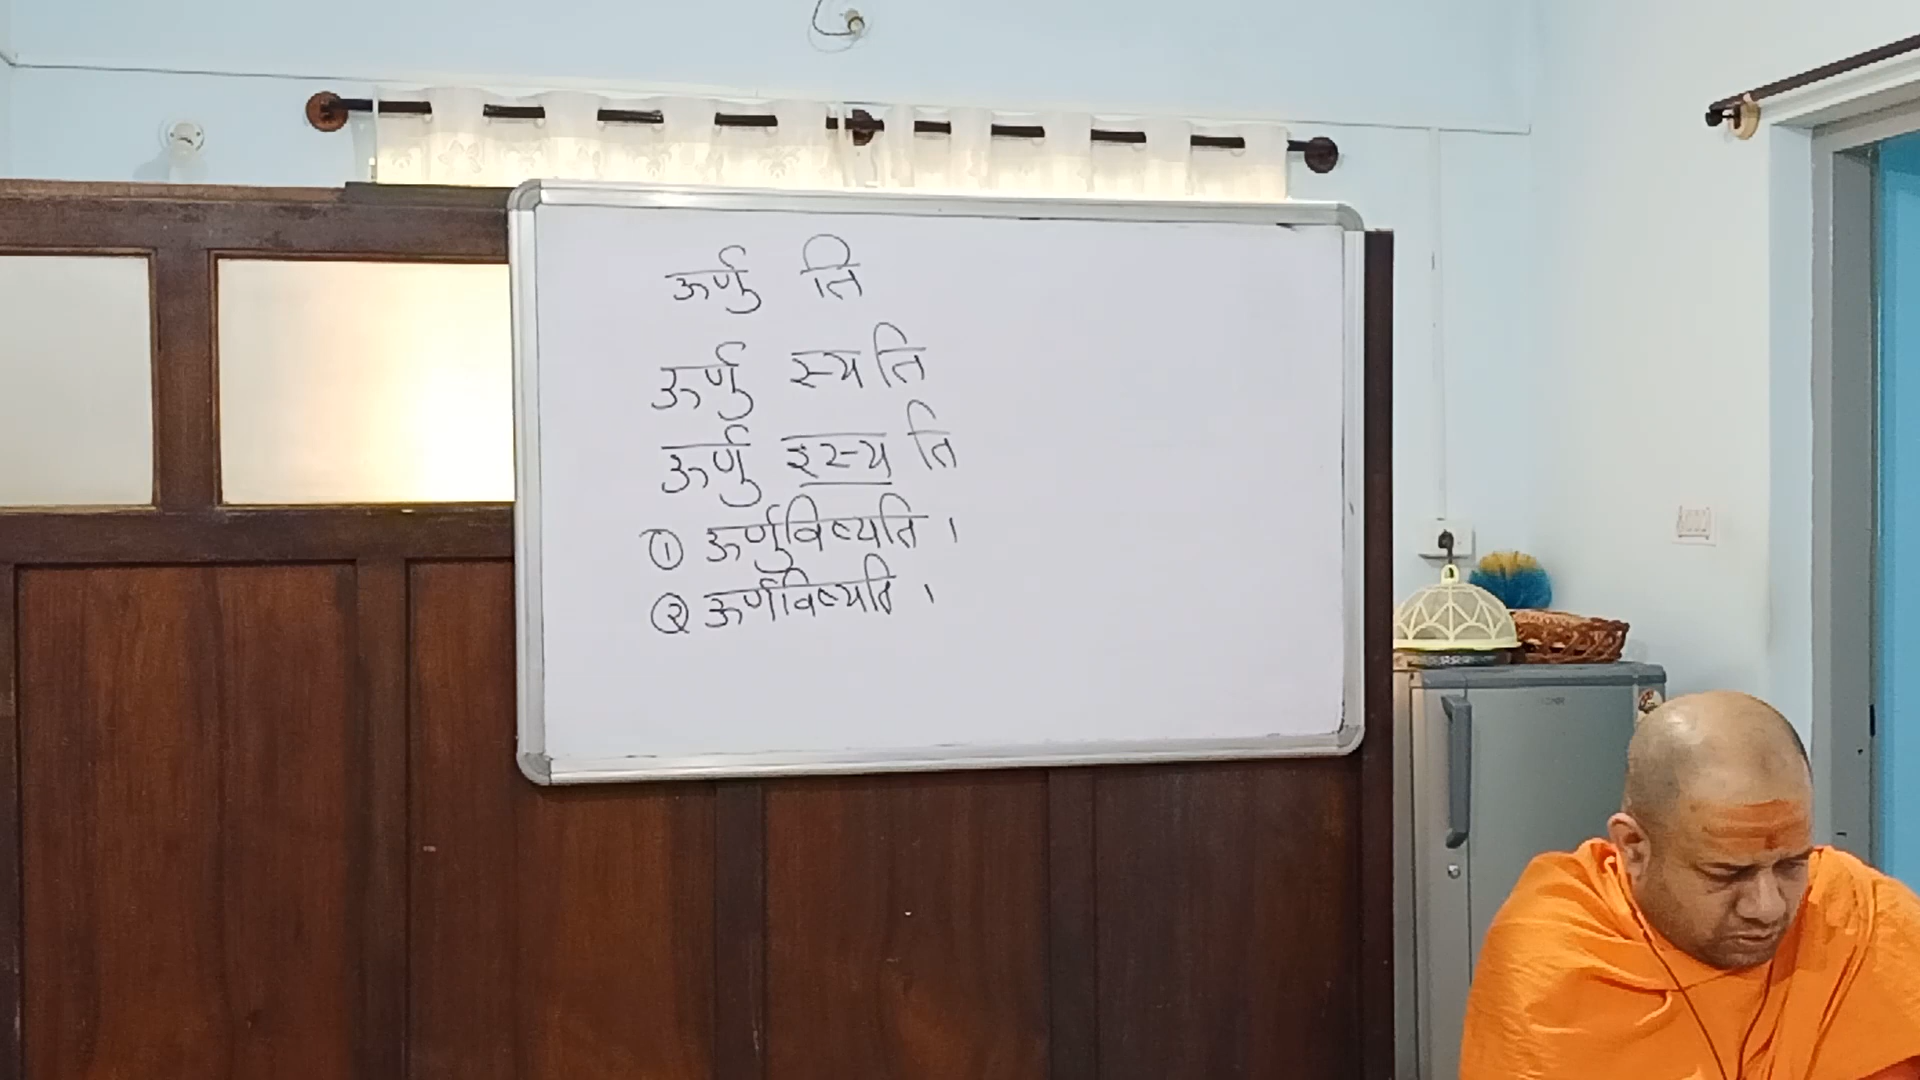 ऊर्णु ति
ऊर्णु स्य ति
ऊर्णु इस्य ति
① ऊर्णुविष्यति ।
② ऊर्णविष्यति ।